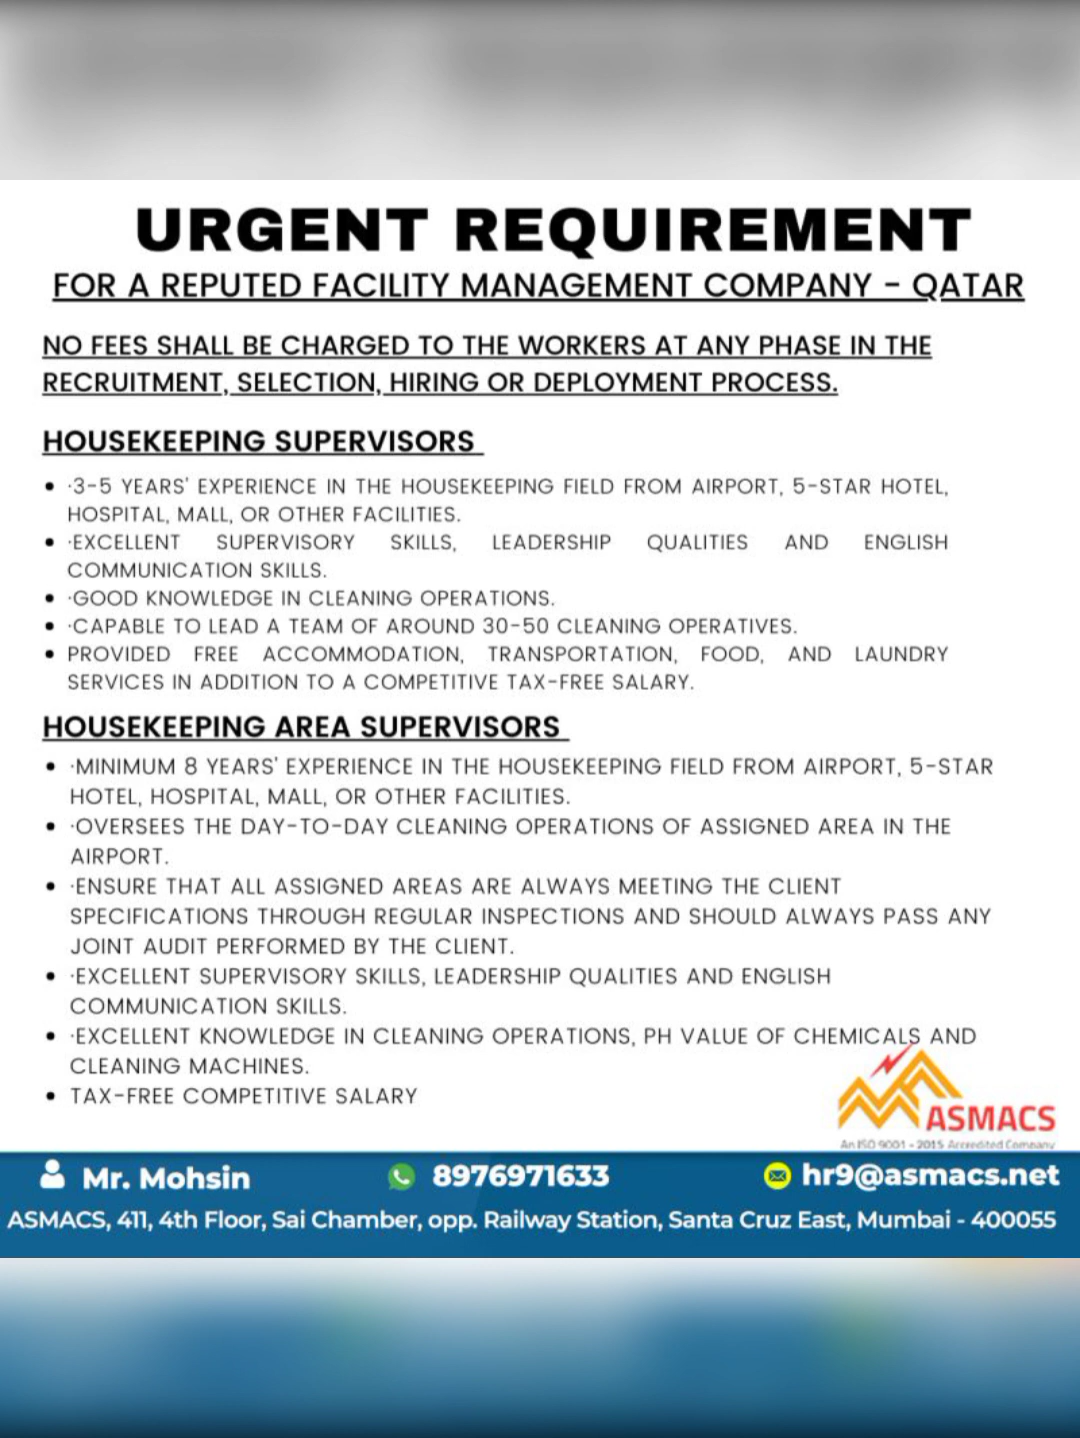 URGENT REQUIREMENT
FOR A REPUTED FACILITY MANAGEMENT COMPANY - QATAR
NO FEES SHALL BE CHARGED TO THE WORKERS AT ANY PHASE IN THE
RECRUITMENT, SELECTION, HIRING OR DEPLOYMENT PROCESS.
HOUSEKEEPING SUPERVISORS
• ·3-5 YEARS' EXPERIENCE IN THE HOUSEKEEPING FIELD FROM AIRPORT, 5-STAR HOTEL,
HOSPITAL, MALL, OR OTHER FACILITIES.
• ·EXCELLENT SUPERVISORY SKILLS, LEADERSHIP QUALITIES AND ENGLISH
COMMUNICATION SKILLS.
• ·GOOD KNOWLEDGE IN CLEANING OPERATIONS.
• ·CAPABLE TO LEAD A TEAM OF AROUND 30-50 CLEANING OPERATIVES.
• PROVIDED FREE ACCOMMODATION, TRANSPORTATION, FOOD, AND LAUNDRY
SERVICES IN ADDITION TO A COMPETITIVE TAX-FREE SALARY.
HOUSEKEEPING AREA SUPERVISORS
• ·MINIMUM 8 YEARS' EXPERIENCE IN THE HOUSEKEEPING FIELD FROM AIRPORT, 5-STAR
HOTEL, HOSPITAL, MALL, OR OTHER FACILITIES.
• ·OVERSEES THE DAY-TO-DAY CLEANING OPERATIONS OF ASSIGNED AREA IN THE
AIRPORT.
• ·ENSURE THAT ALL ASSIGNED AREAS ARE ALWAYS MEETING THE CLIENT
SPECIFICATIONS THROUGH REGULAR INSPECTIONS AND SHOULD ALWAYS PASS ANY
JOINT AUDIT PERFORMED BY THE CLIENT.
• ·EXCELLENT SUPERVISORY SKILLS, LEADERSHIP QUALITIES AND ENGLISH
COMMUNICATION SKILLS.
• ·EXCELLENT KNOWLEDGE IN CLEANING OPERATIONS, PH VALUE OF CHEMICALS AND
CLEANING MACHINES.
• TAX-FREE COMPETITIVE SALARY
ASMACS
An ISO 9001 - 2015 Accredited Company
Mr. Mohsin 8976971633 hr9@asmacs.net
ASMACS, 411, 4th Floor, Sai Chamber, opp. Railway Station, Santa Cruz East, Mumbai - 400055